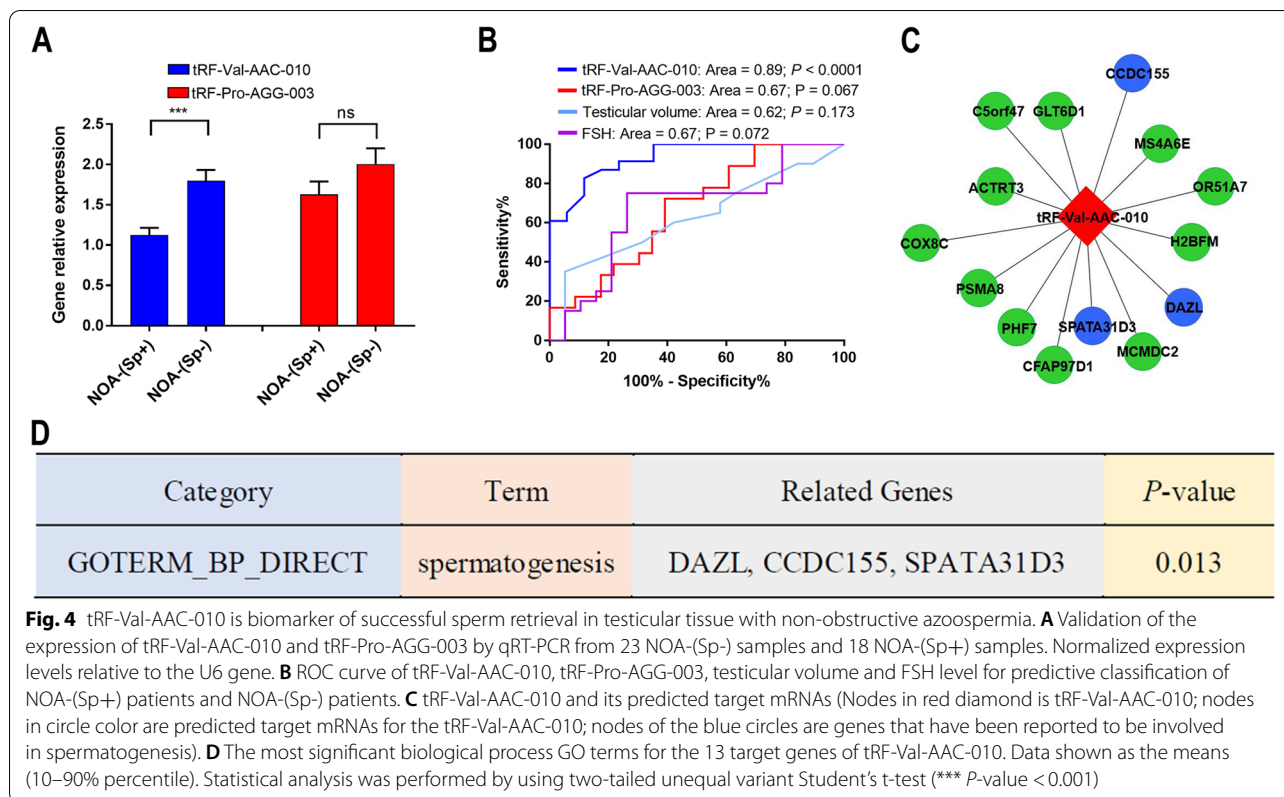 A
tRF-Val-AAC-010
tRF-Pro-AGG-003
***
ns
Gene relative expression
2.5
2.0
1.5
1.0
0.5
0.0
NOA-(Sp+)
NOA-(Sp-)
NOA-(Sp+)
NOA-(Sp-)
B
tRF-Val-AAC-010: Area = 0.89; P < 0.0001
tRF-Pro-AGG-003: Area = 0.67; P = 0.067
Testicular volume: Area = 0.62; P = 0.173
FSH: Area = 0.67; P = 0.072
Sensitivity%
100
80
60
40
20
0
0 20 40 60 80 100
100% - Specificity%
C
CCDC155
C5orf47
GLT6D1
MS4A6E
ACTRT3
OR51A7
tRF-Val-AAC-010
COX8C
H2BFM
PSMA8
DAZL
PHF7
SPATA31D3
MCMDC2
CFAP97D1
D
Category Term Related Genes P-value
GOTERM_BP_DIRECT spermatogenesis DAZL, CCDC155, SPATA31D3 0.013
Fig. 4 tRF-Val-AAC-010 is biomarker of successful sperm retrieval in testicular tissue with non-obstructive azoospermia. A Validation of the
expression of tRF-Val-AAC-010 and tRF-Pro-AGG-003 by qRT-PCR from 23 NOA-(Sp-) samples and 18 NOA-(Sp+) samples. Normalized expression
levels relative to the U6 gene. B ROC curve of tRF-Val-AAC-010, tRF-Pro-AGG-003, testicular volume and FSH level for predictive classification of
NOA-(Sp+) patients and NOA-(Sp-) patients. C tRF-Val-AAC-010 and its predicted target mRNAs (Nodes in red diamond is tRF-Val-AAC-010; nodes
in circle color are predicted target mRNAs for the tRF-Val-AAC-010; nodes of the blue circles are genes that have been reported to be involved
in spermatogenesis). D The most significant biological process GO terms for the 13 target genes of tRF-Val-AAC-010. Data shown as the means
(10–90% percentile). Statistical analysis was performed by using two-tailed unequal variant Student's t-test (*** P-value < 0.001)